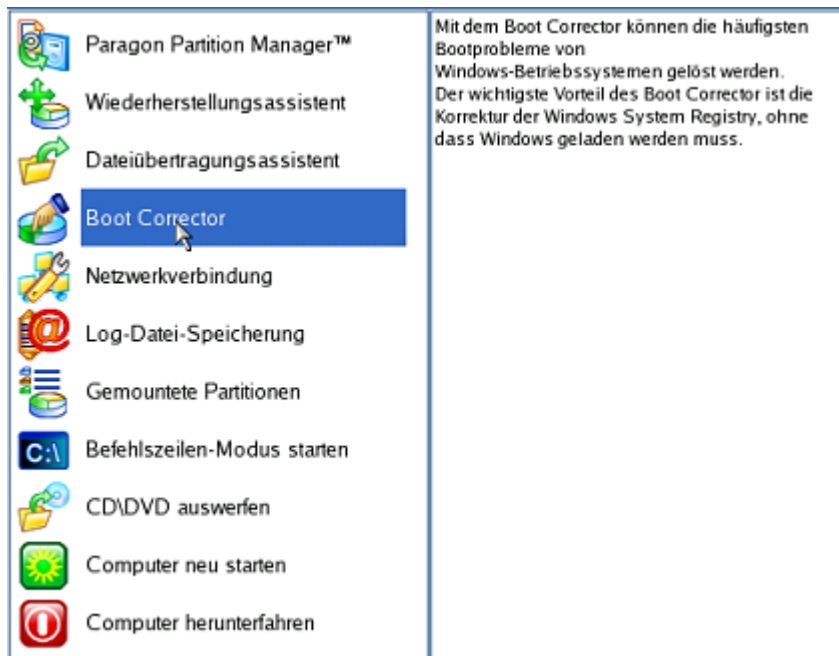 Paragon Partition Manager™
Wiederherstellungsassistent
Dateiübertragungsassistent
Boot Corrector
Netzwerkverbindung
Log-Datei-Speicherung
Gemountete Partitionen
C:\
Befehlszeilen-Modus starten
CD\DVD auswerfen
Computer neu starten
Computer herunterfahren
Mit dem Boot Corrector können die häufigsten
Bootprobleme von
Windows-Betriebssystemen gelöst werden.
Der wichtigste Vorteil des Boot Corrector ist die
Korrektur der Windows System Registry, ohne
dass Windows geladen werden muss.